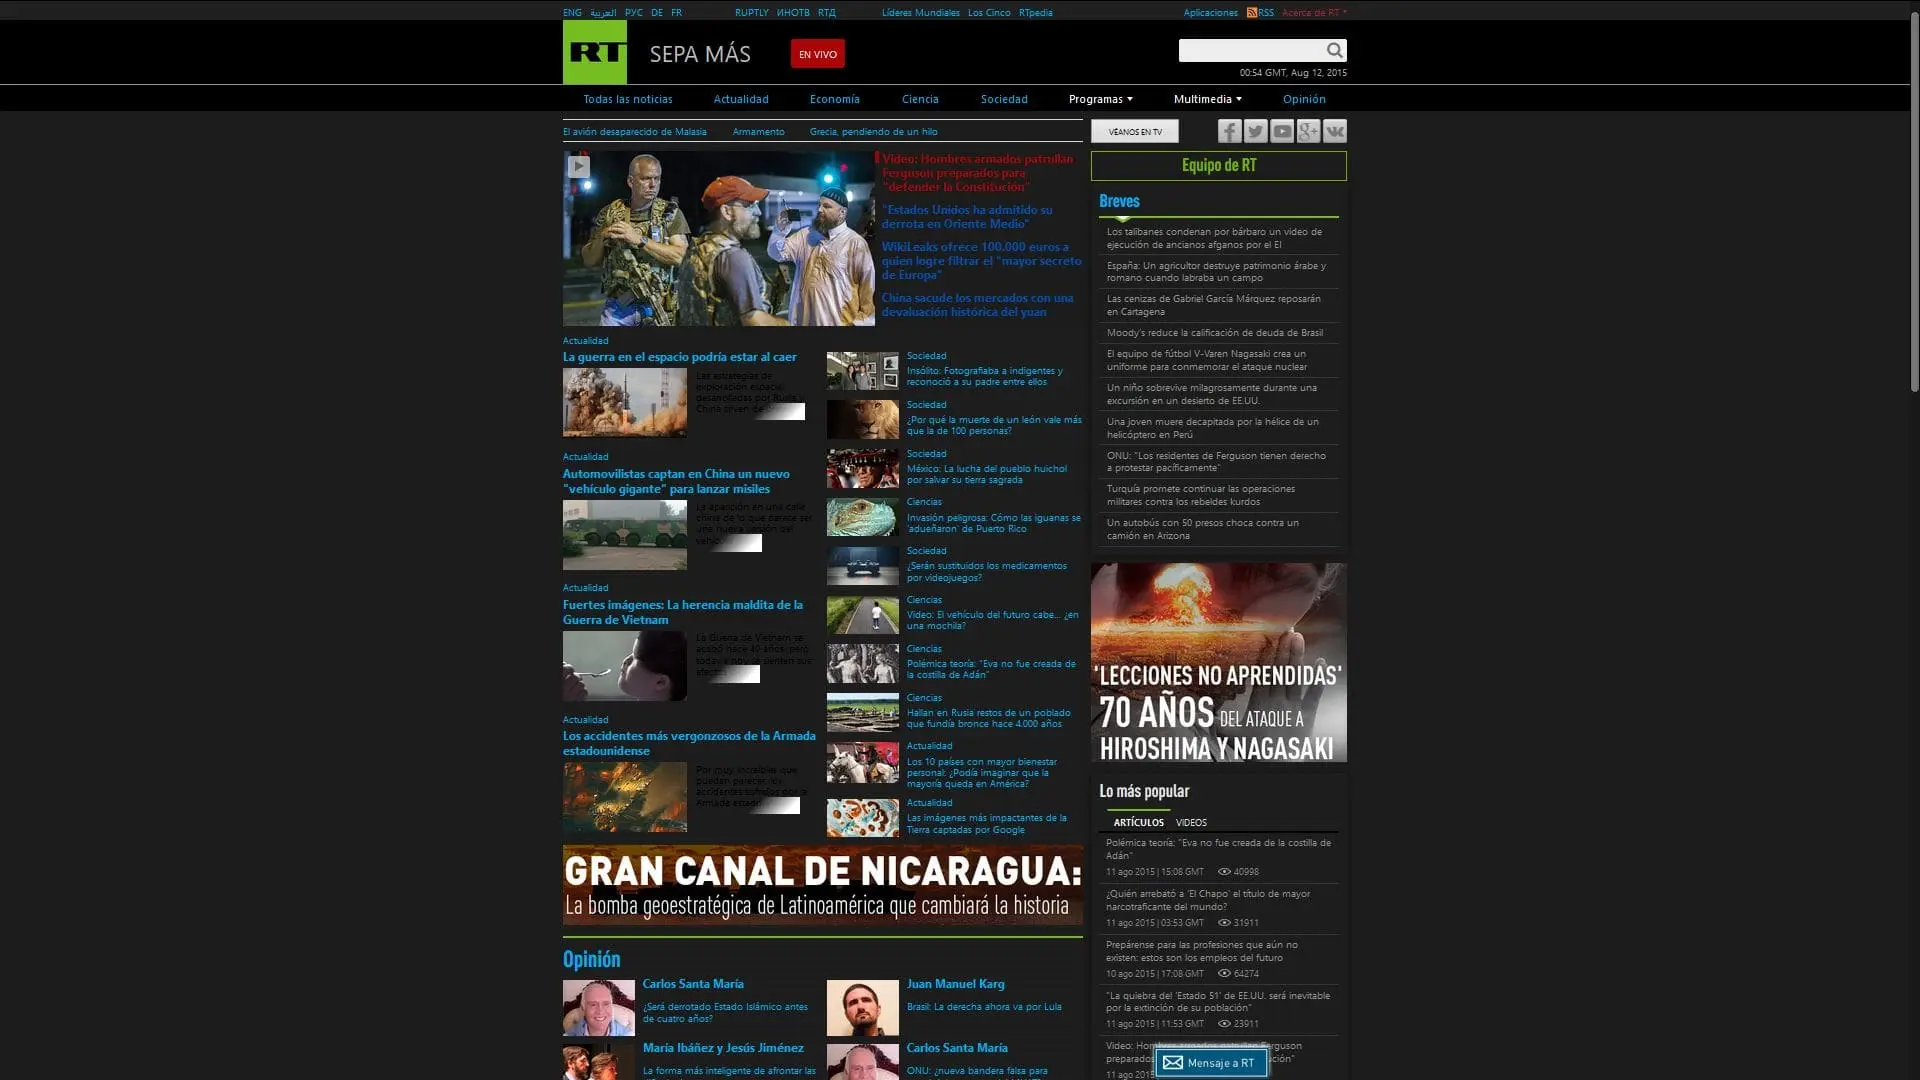 ENG العربية РУС DE FR RUPTLY ИНОТВ RTД Líderes Mundiales Los Cinco RTpedia Aplicaciones RSS Acerca de RT
RT SEPA MÁS EN VIVO
00:54 GMT, Aug 12, 2015
Todas las noticias Actualidad Economía Ciencia Sociedad Programas Multimedia Opinión
El avión desaparecido de Malasia Armamento Grecia, pendiendo de un hilo
Video: Hombres armados patrullan
Ferguson preparados para
"defender la Constitución"
"Estados Unidos ha admitido su
derrota en Oriente Medio"
WikiLeaks ofrece 100.000 euros a
quien logre filtrar el "mayor secreto
de Europa"
China sacude los mercados con una
devaluación histórica del yuan
Actualidad
La guerra en el espacio podría estar al caer
Las estrategias de
exploración espacial
desarrolladas por Rusia y
China sirven de
Actualidad
Automovilistas captan en China un nuevo
"vehículo gigante" para lanzar misiles
La aparición en una calle
china de lo que parece ser
una nueva versión del
Actualidad
Fuertes imágenes: La herencia maldita de la
Guerra de Vietnam
La Guerra de Vietnam se
acabó hace 40 años, pero
todavía hoy se sienten sus
efectos
Actualidad
Los accidentes más vergonzosos de la Armada
estadounidense
Por muy increíbles que
puedan parecer, los
accidentes sufridos por la
Armada estado
Sociedad
Insólito: Fotografiaba a indigentes y
reconoció a su padre entre ellos
Sociedad
¿Por qué la muerte de un león vale más
que la de 100 personas?
Sociedad
México: La lucha del pueblo huichol
por salvar su tierra sagrada
Ciencias
Invasión peligrosa: Cómo las iguanas se
'adueñaron' de Puerto Rico
Sociedad
¿Serán sustituidos los medicamentos
por videojuegos?
Ciencias
Video: El vehículo del futuro cabe... ¿en
una mochila?
Ciencias
Polémica teoría: "Eva no fue creada de la
costilla de Adán"
Ciencias
Hallan en Rusia restos de un poblado
que fundía bronce hace 4.000 años
Actualidad
Los 10 países con mayor bienestar
personal: ¿Podía imaginar que la
mayoría queda en América?
Actualidad
Las imágenes más impactantes de la
Tierra captadas por Google
GRAN CANAL DE NICARAGUA:
La bomba geoestratégica de Latinoamérica que cambiará la historia
Opinión
Carlos Santa María
¿Será derrotado Estado Islámico antes
de cuatro años?
Juan Manuel Karg
Brasil: La derecha ahora va por Lula
María Ibáñez y Jesús Jiménez
La forma más inteligente de afrontar las
Carlos Santa María
ONU: ¿nueva bandera falsa para
VÉANOS EN TV
Equipo de RT
Breves
Los talibanes condenan por bárbaro un video de
ejecución de ancianos afganos por el EI
España: Un agricultor destruye patrimonio árabe y
romano cuando labraba un campo
Las cenizas de Gabriel García Márquez reposarán
en Cartagena
Moody's reduce la calificación de deuda de Brasil
El equipo de fútbol V-Varen Nagasaki crea un
uniforme para conmemorar el ataque nuclear
Un niño sobrevive milagrosamente durante una
excursión en un desierto de EE.UU.
Una joven muere decapitada por la hélice de un
helicóptero en Perú
ONU: "Los residentes de Ferguson tienen derecho
a protestar pacíficamente"
Turquía promete continuar las operaciones
militares contra los rebeldes kurdos
Un autobús con 50 presos choca contra un
camión en Arizona
'LECCIONES NO APRENDIDAS'
70 AÑOS DEL ATAQUE A
HIROSHIMA Y NAGASAKI
Lo más popular
ARTÍCULOS VIDEOS
Polémica teoría: "Eva no fue creada de la costilla de
Adán"
11 ago 2015 | 15:08 GMT 40998
¿Quién arrebató a 'El Chapo' el título de mayor
narcotraficante del mundo?
11 ago 2015 | 03:53 GMT 31911
Prepárense para las profesiones que aún no
existen: estos son los empleos del futuro
10 ago 2015 | 17:08 GMT 64274
"La quiebra del 'Estado 51' de EE.UU. será inevitable
por la extinción de su población"
11 ago 2015 | 11:53 GMT 23911
Video: Hombres armados patrullan Ferguson
preparados
11 ago 2015
Mensaje a RT